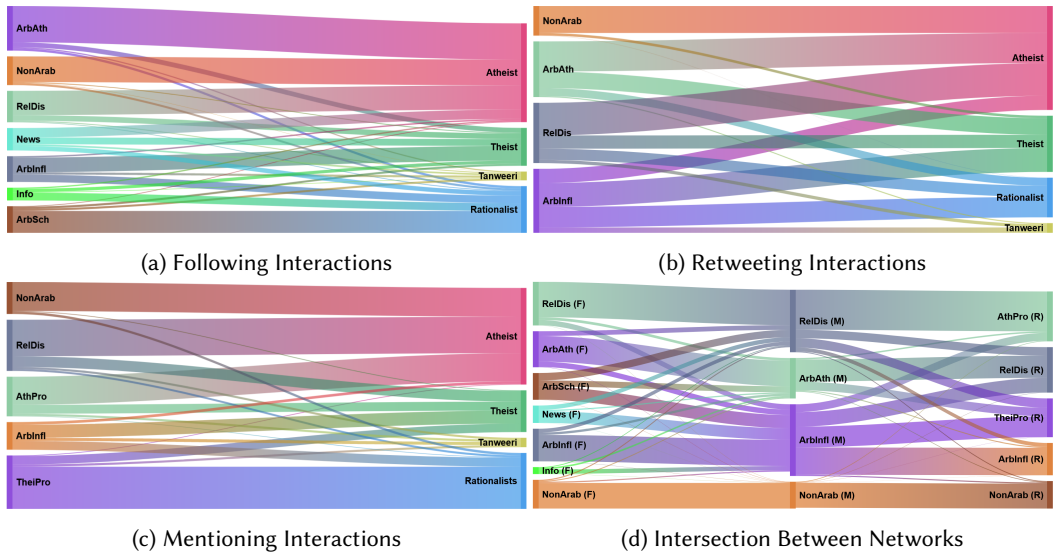 ArbAth
NonArab
RelDis
News
ArbInfl
Info
ArbSch
Atheist
Theist
Tanweeri
Rationalist
(a) Following Interactions
NonArab
ArbAth
RelDis
ArbInfl
Atheist
Theist
Rationalist
Tanweeri
(b) Retweeting Interactions
NonArab
RelDis
AthPro
ArbInfl
TheiPro
Atheist
Theist
Tanweeri
Rationalists
(c) Mentioning Interactions
RelDis (F)
ArbAth (F)
ArbSch (F)
News (F)
ArbInfl (F)
Info (F)
NonArab (F)
RelDis (M)
ArbAth (M)
ArbInfl (M)
NonArab (M)
AthPro (R)
RelDis (R)
TheiPro (R)
ArbInfl (R)
NonArab (R)
(d) Intersection Between Networks